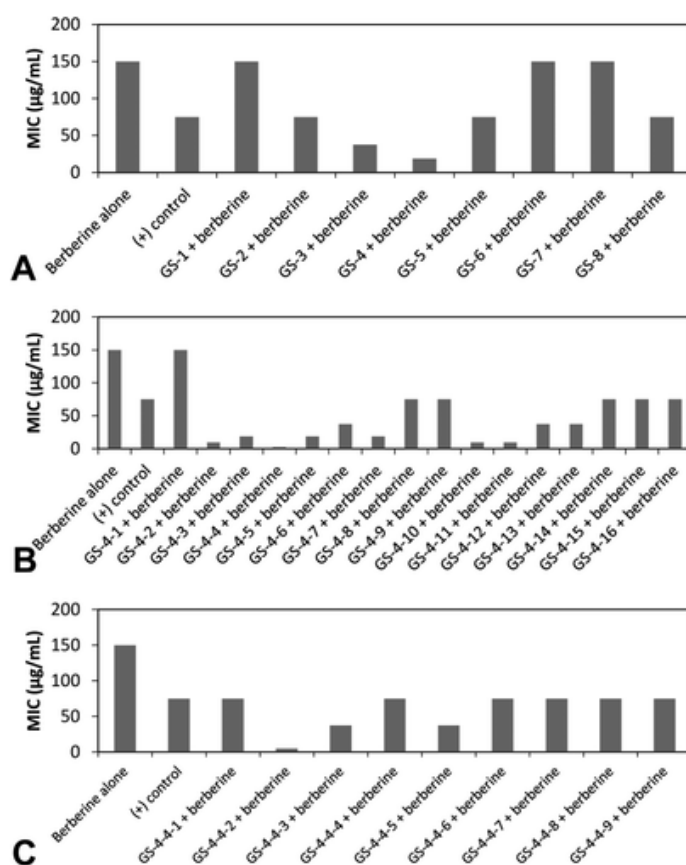 200
150
100
50
0
MIC (µg/mL)
Berberine alone
(+) control
GS-1 + berberine
GS-2 + berberine
GS-3 + berberine
GS-4 + berberine
GS-5 + berberine
GS-6 + berberine
GS-7 + berberine
GS-8 + berberine
A
200
150
100
50
0
MIC (µg/mL)
Berberine alone
(+) control
GS-4-1 + berberine
GS-4-2 + berberine
GS-4-3 + berberine
GS-4-4 + berberine
GS-4-5 + berberine
GS-4-6 + berberine
GS-4-7 + berberine
GS-4-8 + berberine
GS-4-9 + berberine
GS-4-10 + berberine
GS-4-11 + berberine
GS-4-12 + berberine
GS-4-13 + berberine
GS-4-14 + berberine
GS-4-15 + berberine
GS-4-16 + berberine
B
200
150
100
50
0
MIC (µg/mL)
Berberine alone
(+) control
GS-4-4-1 + berberine
GS-4-4-2 + berberine
GS-4-4-3 + berberine
GS-4-4-4 + berberine
GS-4-4-5 + berberine
GS-4-4-6 + berberine
GS-4-4-7 + berberine
GS-4-4-8 + berberine
GS-4-4-9 + berberine
C